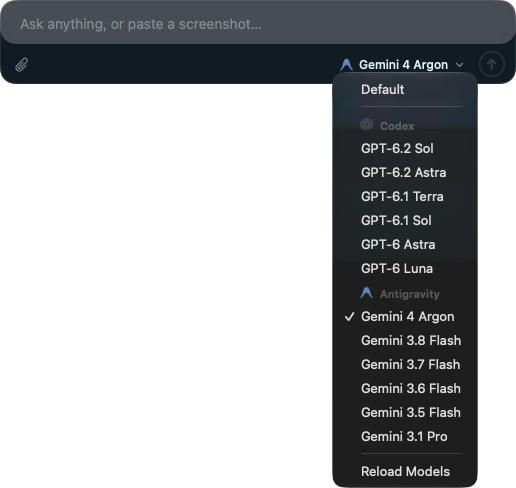 Ask anything, or paste a screenshot...
Gemini 4 Argon
Default
Codex
GPT-6.2 Sol
GPT-6.2 Astra
GPT-6.1 Terra
GPT-6.1 Sol
GPT-6 Astra
GPT-6 Luna
Antigravity
Gemini 4 Argon
Gemini 3.8 Flash
Gemini 3.7 Flash
Gemini 3.6 Flash
Gemini 3.5 Flash
Gemini 3.1 Pro
Reload Models